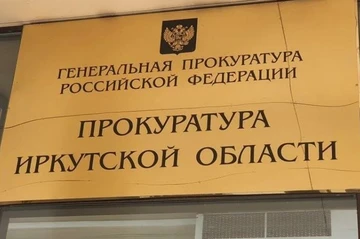 ГЕНЕРАЛЬНАЯ ПРОКУРАТУРА
РОССИЙСКОЙ ФЕДЕРАЦИИ
ПРОКУРАТУРА
ИРКУТСКОЙ ОБЛАСТИ